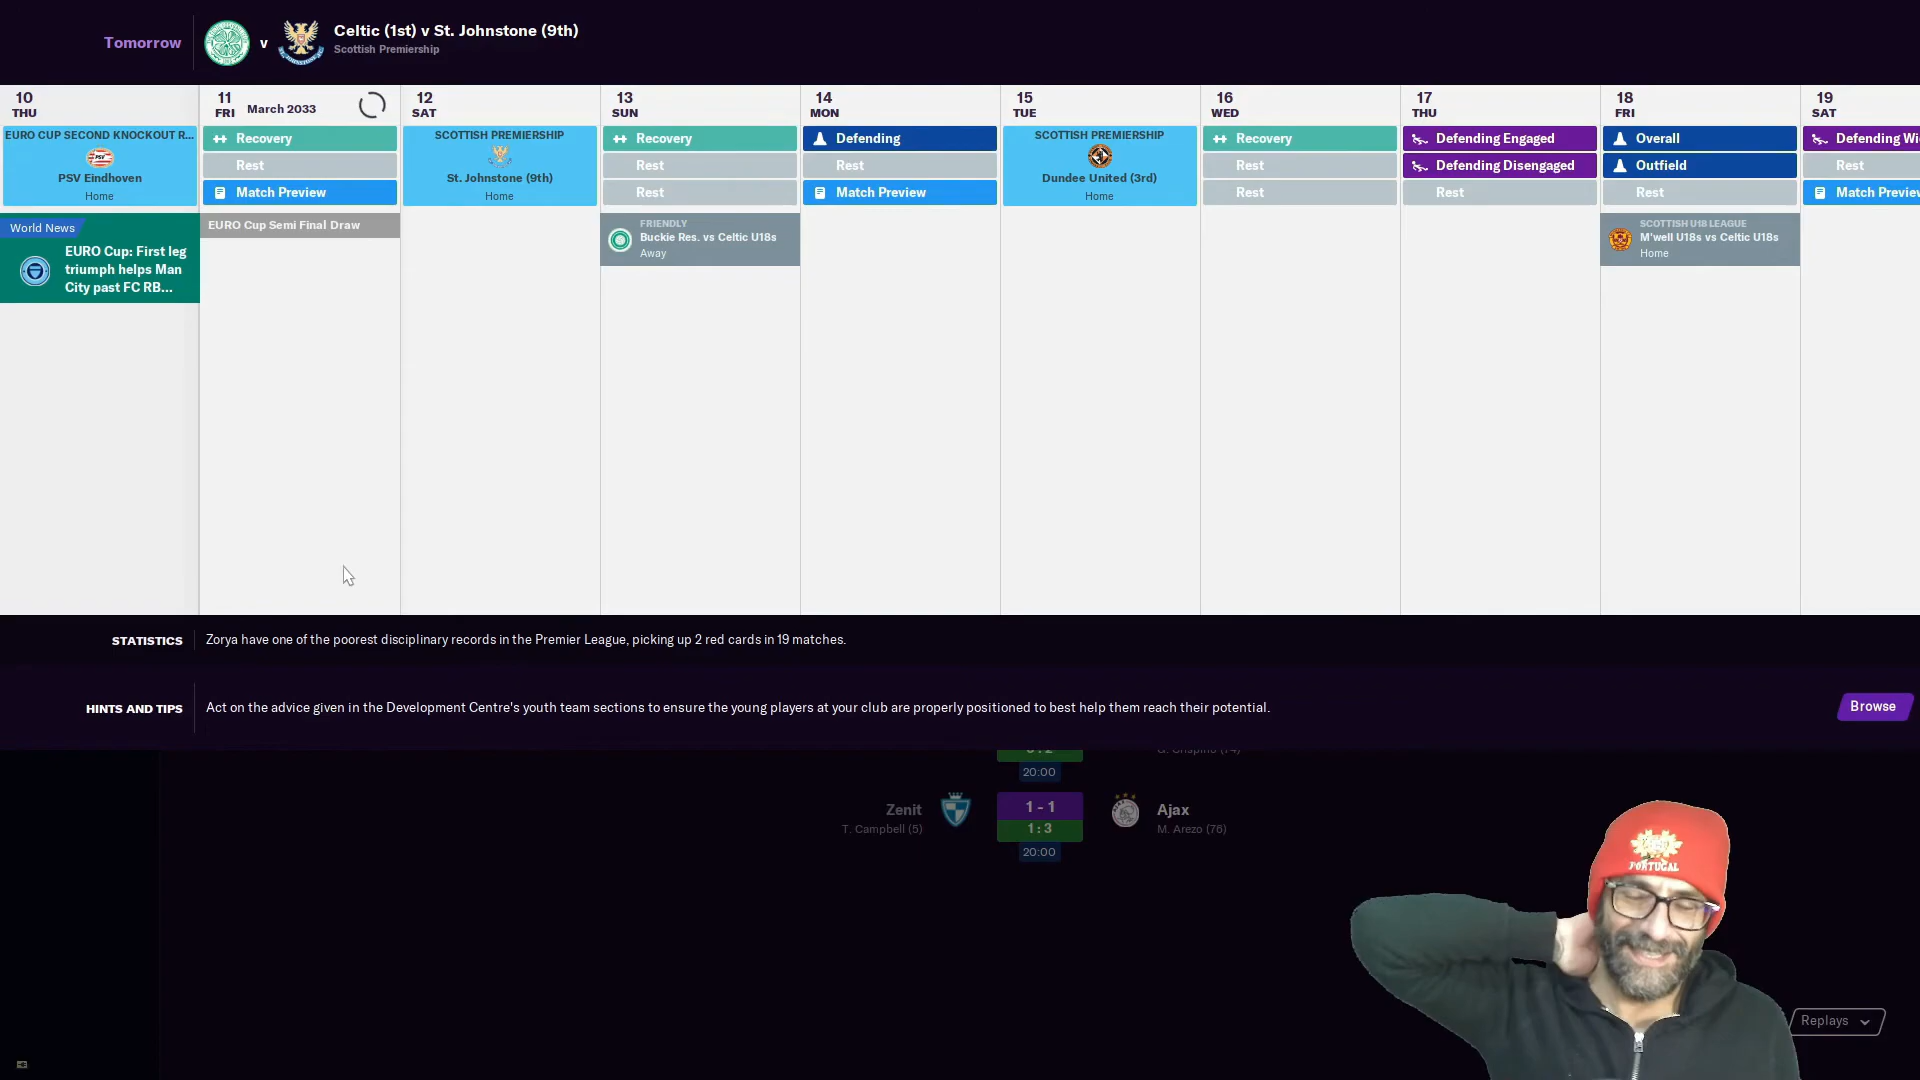 Tomorrow
v
Celtic (1st) v St. Johnstone (9th)
Scottish Premiership
10
THU
EURO CUP SECOND KNOCKOUT R...
PSV
PSV Eindhoven
Home
World News
EURO Cup: First leg
triumph helps Man
City past FC RB...
11
FRI
March 2033
Recovery
Rest
Match Preview
EURO Cup Semi Final Draw
12
SAT
SCOTTISH PREMIERSHIP
St. Johnstone (9th)
Home
13
SUN
Recovery
Rest
Rest
FRIENDLY
Buckie Res. vs Celtic U18s
Away
14
MON
Defending
Rest
Match Preview
15
TUE
SCOTTISH PREMIERSHIP
Dundee United (3rd)
Home
16
WED
Recovery
Rest
Rest
17
THU
Defending Engaged
Defending Disengaged
Rest
18
FRI
Overall
Outfield
Rest
SCOTTISH U18 LEAGUE
M'well U18s vs Celtic U18s
Home
19
SAT
Defending Wi
Rest
Match Preview
STATISTICS
Zorya have one of the poorest disciplinary records in the Premier League, picking up 2 red cards in 19 matches.
HINTS AND TIPS
Act on the advice given in the Development Centre's youth team sections to ensure the young players at your club are properly positioned to best help them reach their potential.
Browse
20:00
Zenit
T. Campbell (5)
1 - 1
1 : 3
Ajax
M. Arezo (76)
20:00
PORTUGAL
Replays